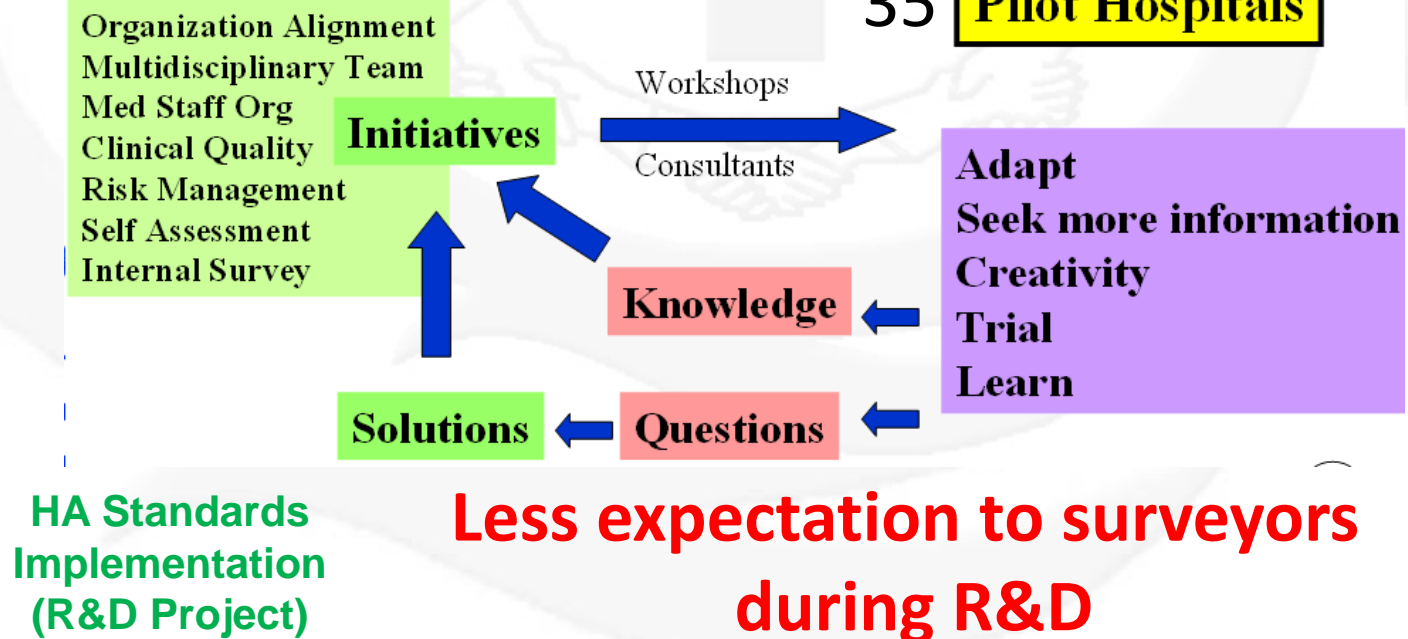 35 Pilot Hospitals
Organization Alignment
Multidisciplinary Team
Med Staff Org
Clinical Quality
Risk Management
Self Assessment
Internal Survey
Initiatives
Workshops
Consultants
Adapt
Seek more information
Creativity
Trial
Learn
Knowledge
Questions
Solutions
HA Standards
Implementation
(R&D Project)
Less expectation to surveyors
during R&D